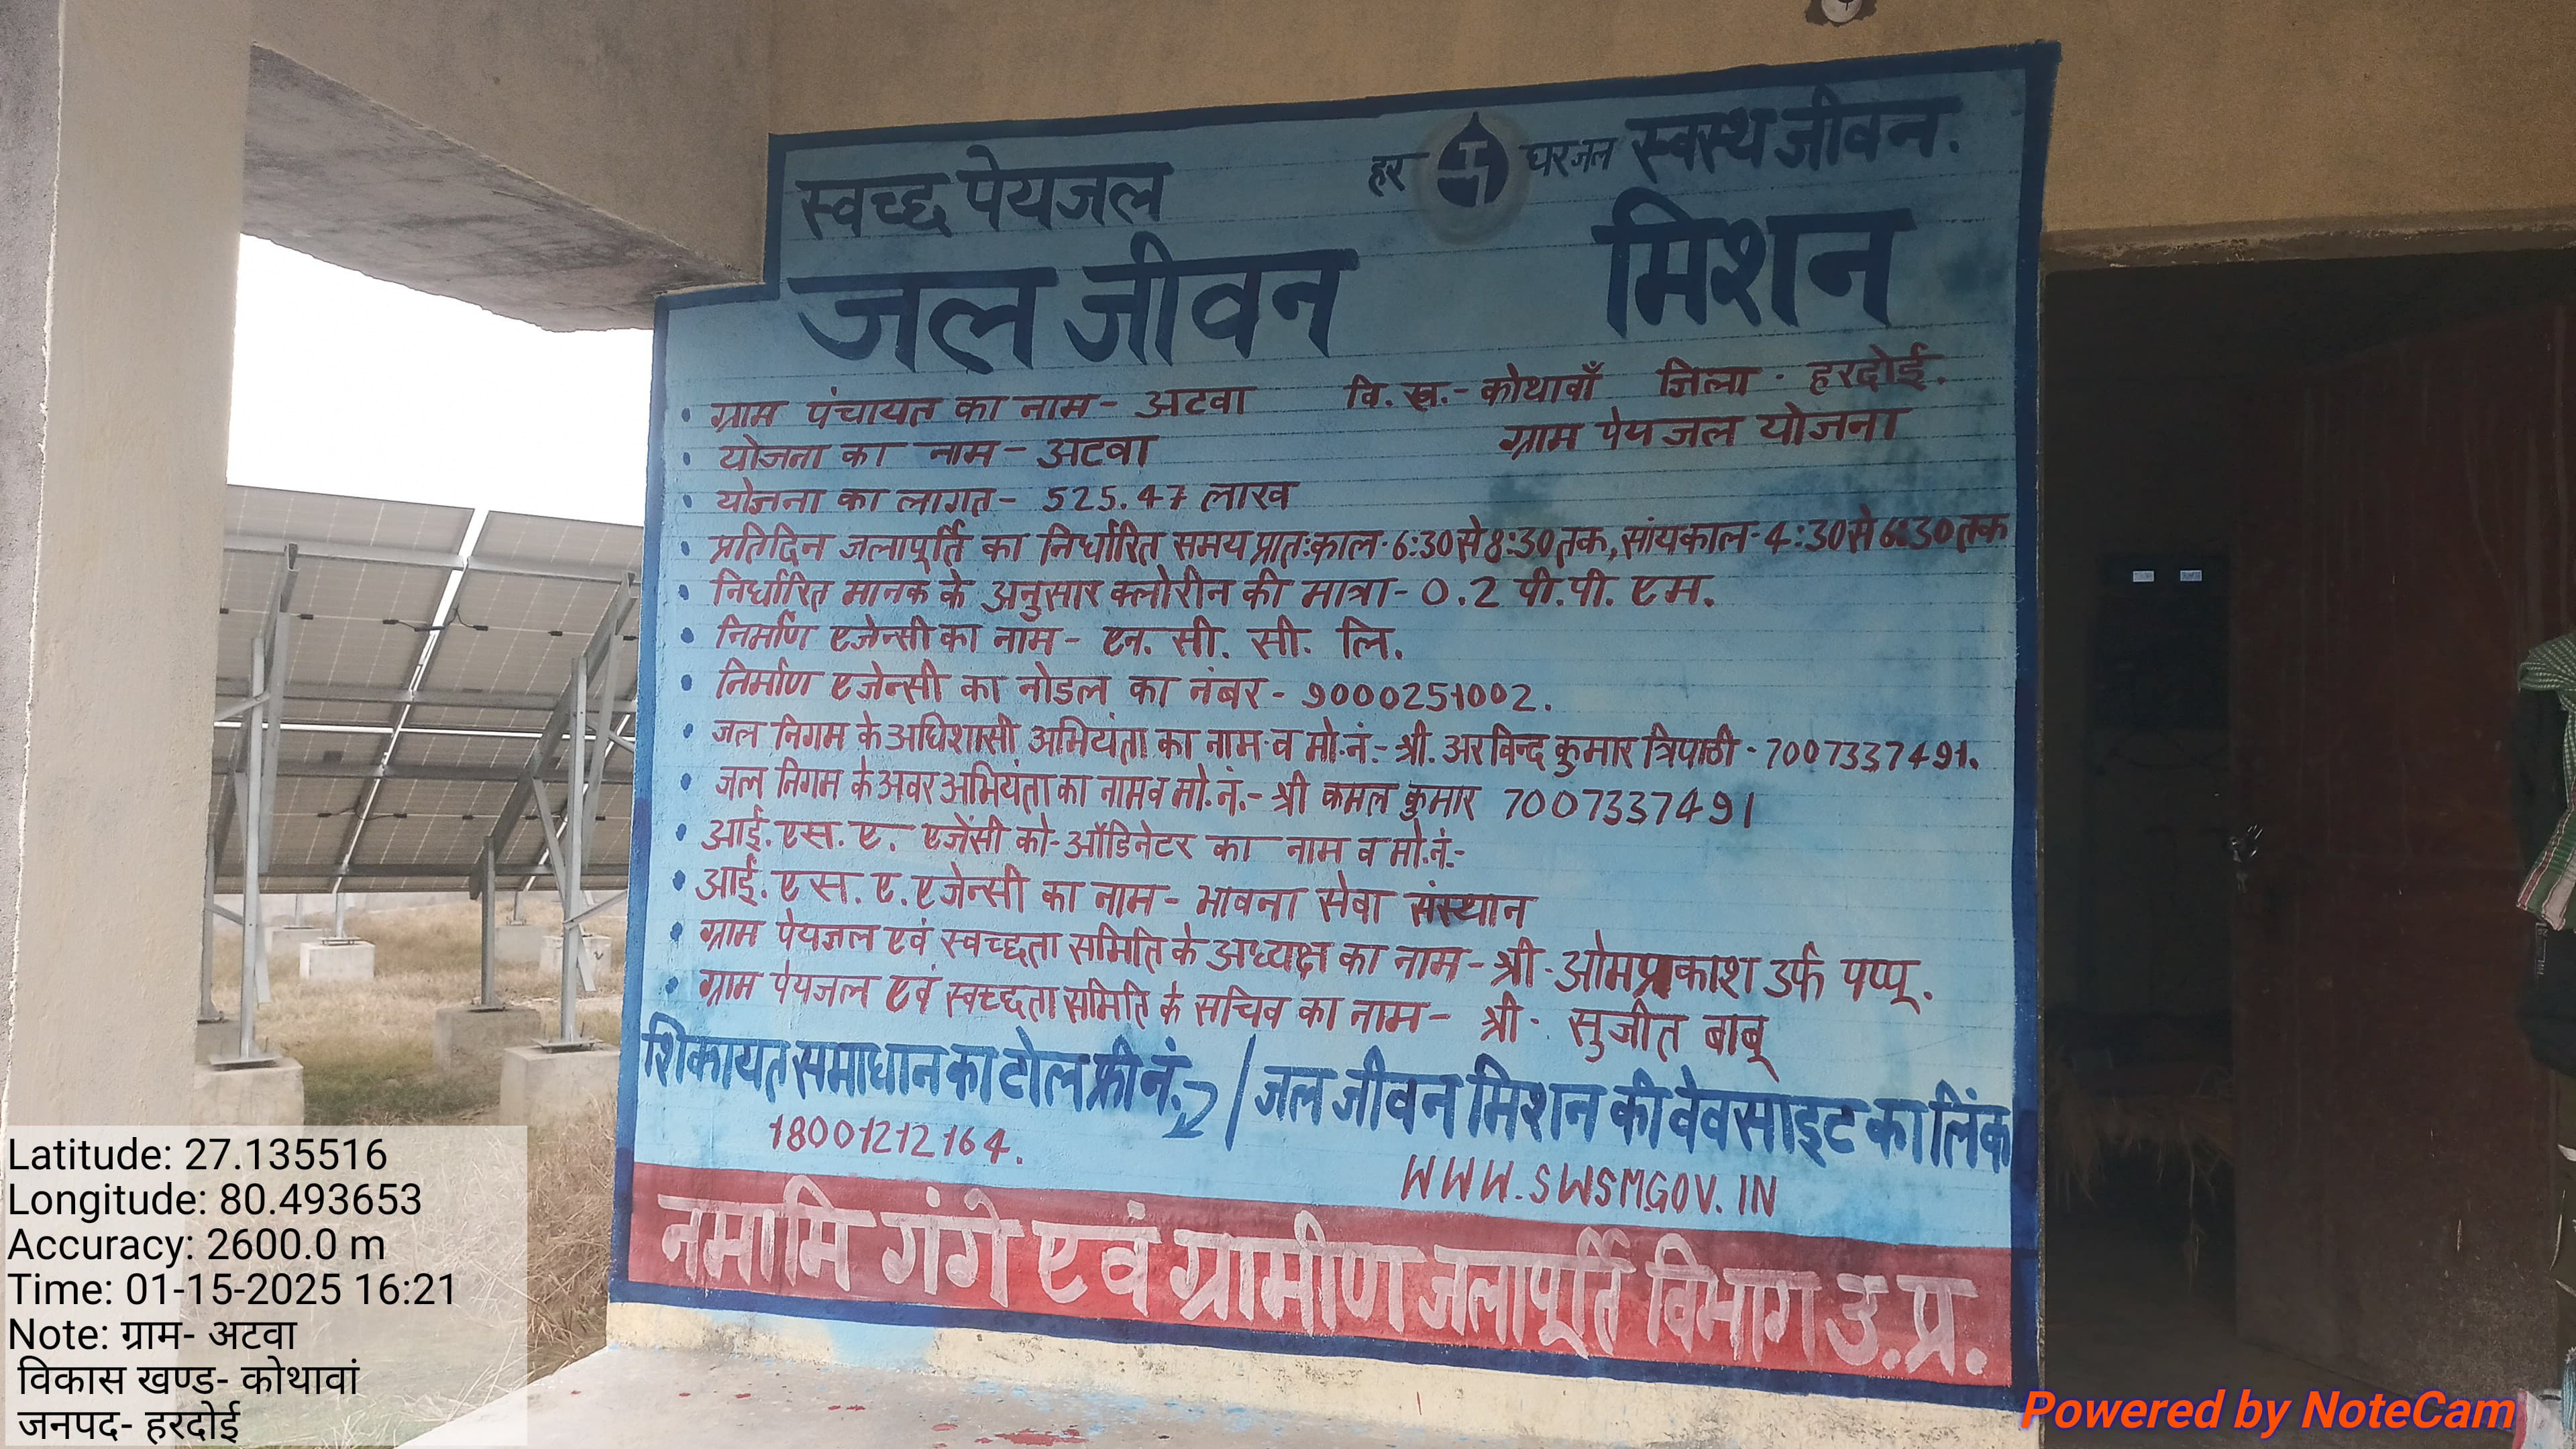 स्वच्छ पेयजल हर घर जल स्वस्थ जीवन.
जल जीवन मिशन
• ग्राम पंचायत का नाम - अटवा वि. ख. - कोथावाँ जिला - हरदोई.
• योजना का नाम - अटवा ग्राम पेयजल योजना
• योजना का लागत - 525.47 लाख
• प्रतिदिन जलापूर्ति का निर्धारित समय प्रात:काल - 6:30 से 8:30 तक, सांयकाल - 4:30 से 6:30 तक
• निर्धारित मानक के अनुसार क्लोरीन की मात्रा - 0.2 पी.पी. एम.
• निर्माण एजेन्सी का नाम - एन. सी. सी. लि.
• निर्माण एजेन्सी का नोडल का नंबर - 9000251002.
• जल निगम के अधिशासी अभियंता का नाम व मो.नं. - श्री. अरविन्द कुमार त्रिपाठी - 7007337491.
• जल निगम के अवर अभियंता का नाम व मो.नं. - श्री कमल कुमार 7007337491
• आई. एस. ए. एजेंसी को-ऑडिनेटर का नाम व मो.नं. -
• आई. एस. ए. एजेन्सी का नाम - भावना सेवा संस्थान
• ग्राम पेयजल एवं स्वच्छता समिति के अध्यक्ष का नाम - श्री - ओमप्रकाश उर्फ पप्पू.
• ग्राम पेयजल एवं स्वच्छता समिति के सचिव का नाम - श्री - सुजीत बाबू
शिकायत समाधान का टोल फ्री नं. / जल जीवन मिशन की वेवसाइट का लिंक
18001212164. WWW.SWSM.GOV.IN
नमामि गंगे एवं ग्रामीण जलापूर्ति विभाग उ.प्र.
Latitude: 27.135516
Longitude: 80.493653
Accuracy: 2600.0 m
Time: 01-15-2025 16:21
Note: ग्राम- अटवा
विकास खण्ड- कोथावां
जनपद- हरदोई
Powered by NoteCam